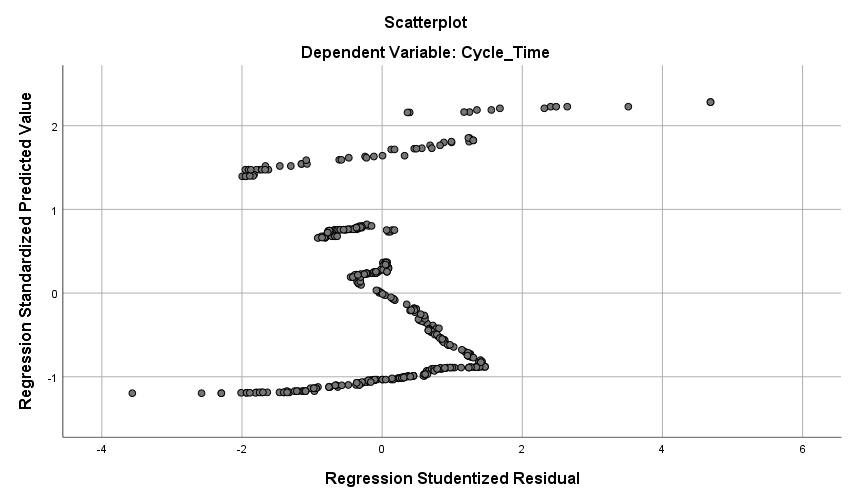 Scatterplot
Dependent Variable: Cycle_Time
Regression Standardized Predicted Value
2
1
0
-1
-4
-2
0
2
4
6
Regression Studentized Residual